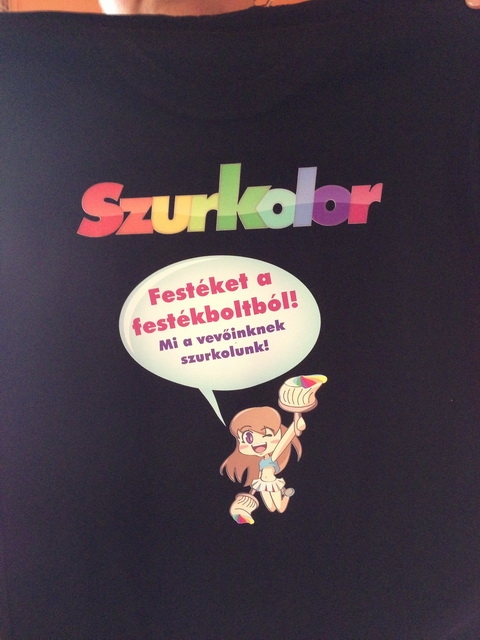 Szurkolor
Festéket a
festékboltból!
Mi a vevőinknek
szurkolunk!